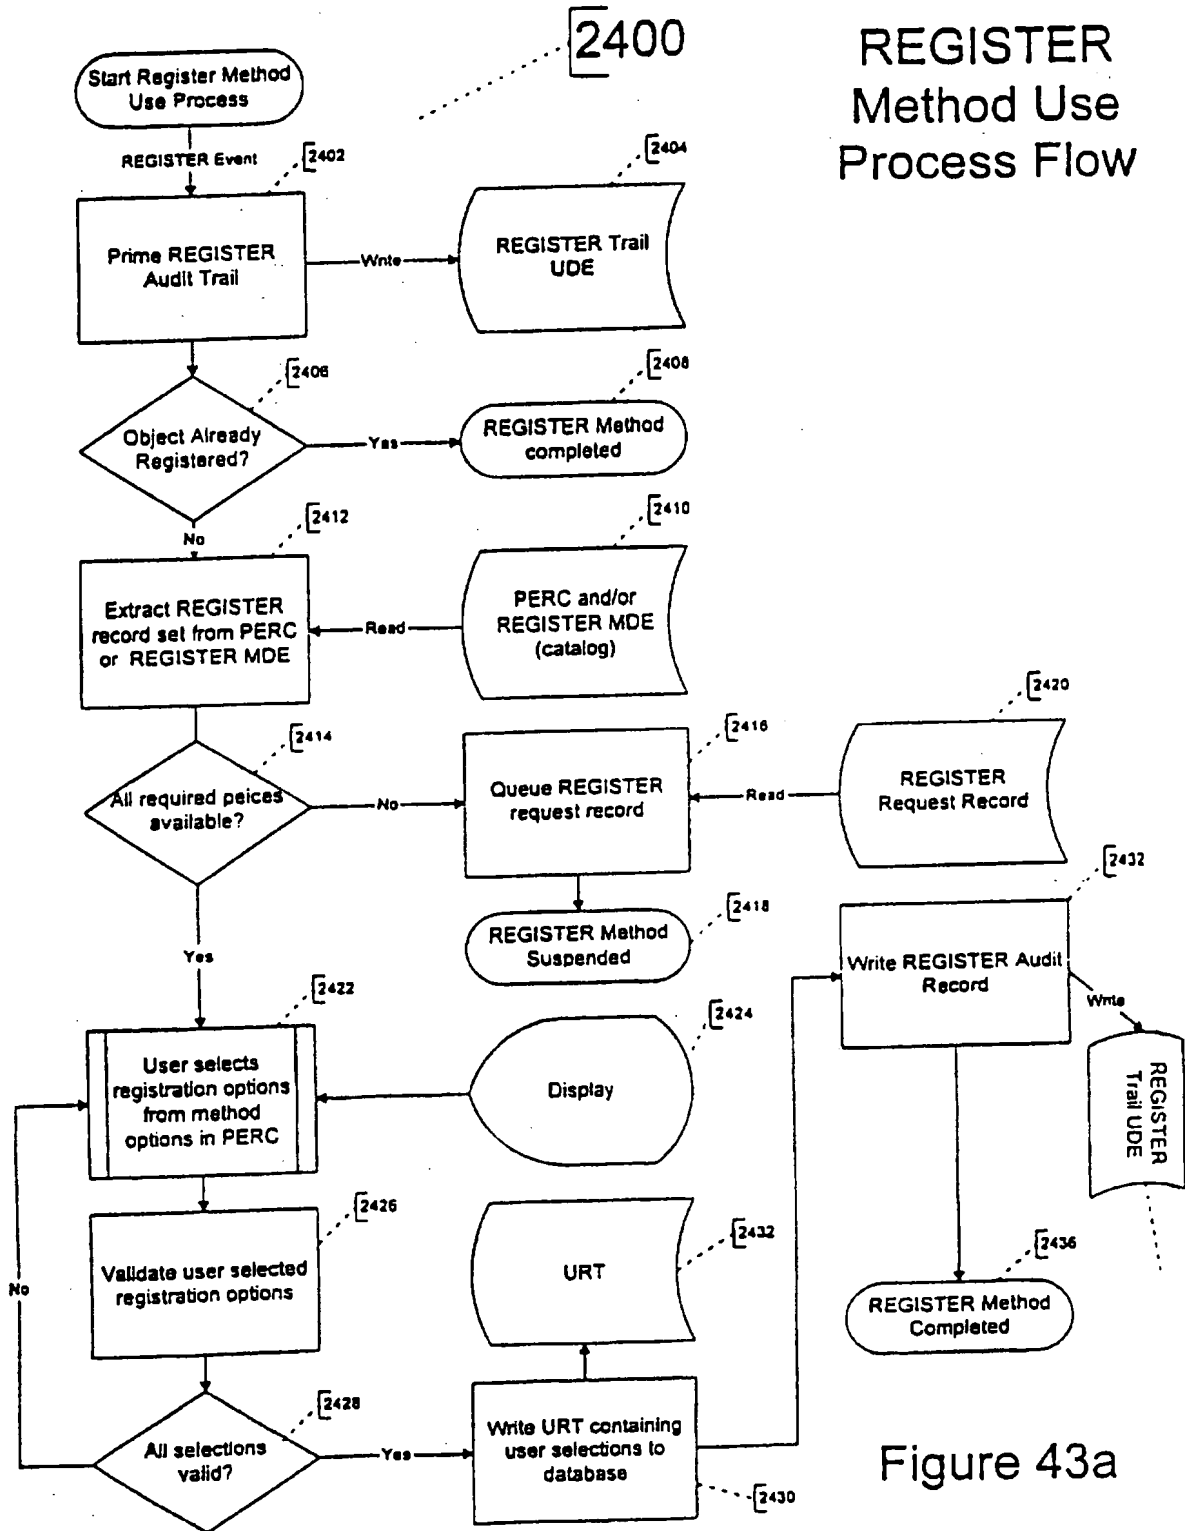 2400
REGISTER
Method Use
Process Flow
Start Register Method
Use Process
REGISTER Event
2402
Prime REGISTER
Audit Trail
Write
2404
REGISTER Trail
UDE
2406
Object Already
Registered?
Yes
2408
REGISTER Method
completed
No
2412
Extract REGISTER
record set from PERC
or REGISTER MDE
Read
2410
PERC and/or
REGISTER MDE
(catalog)
2414
All required peices
available?
No
2416
Queue REGISTER
request record
Read
2420
REGISTER
Request Record
2418
REGISTER Method
Suspended
Yes
2422
User selects
registration options
from method
options in PERC
2424
Display
2426
Validate user selected
registration options
No
2428
All selections
valid?
Yes
2432
URT
Write URT containing
user selections to
database
2430
2432
Write REGISTER Audit
Record
Write
REGISTER
Trail UDE
2436
REGISTER Method
Completed
Figure 43a